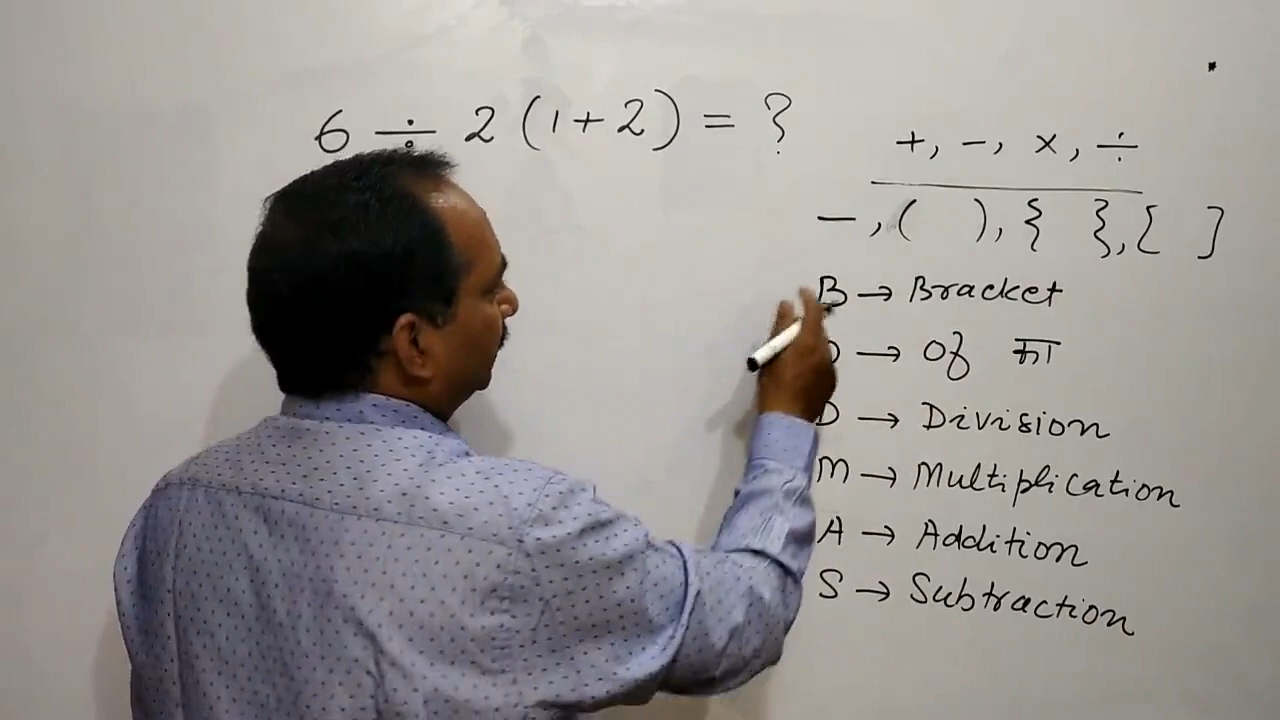 6 ÷ 2 (1+2) = ?
+, -, ×, ÷
—, ( ), { }, [ ]
B → Bracket
O → Of का
D → Division
M → Multiplication
A → Addition
S → Subtraction